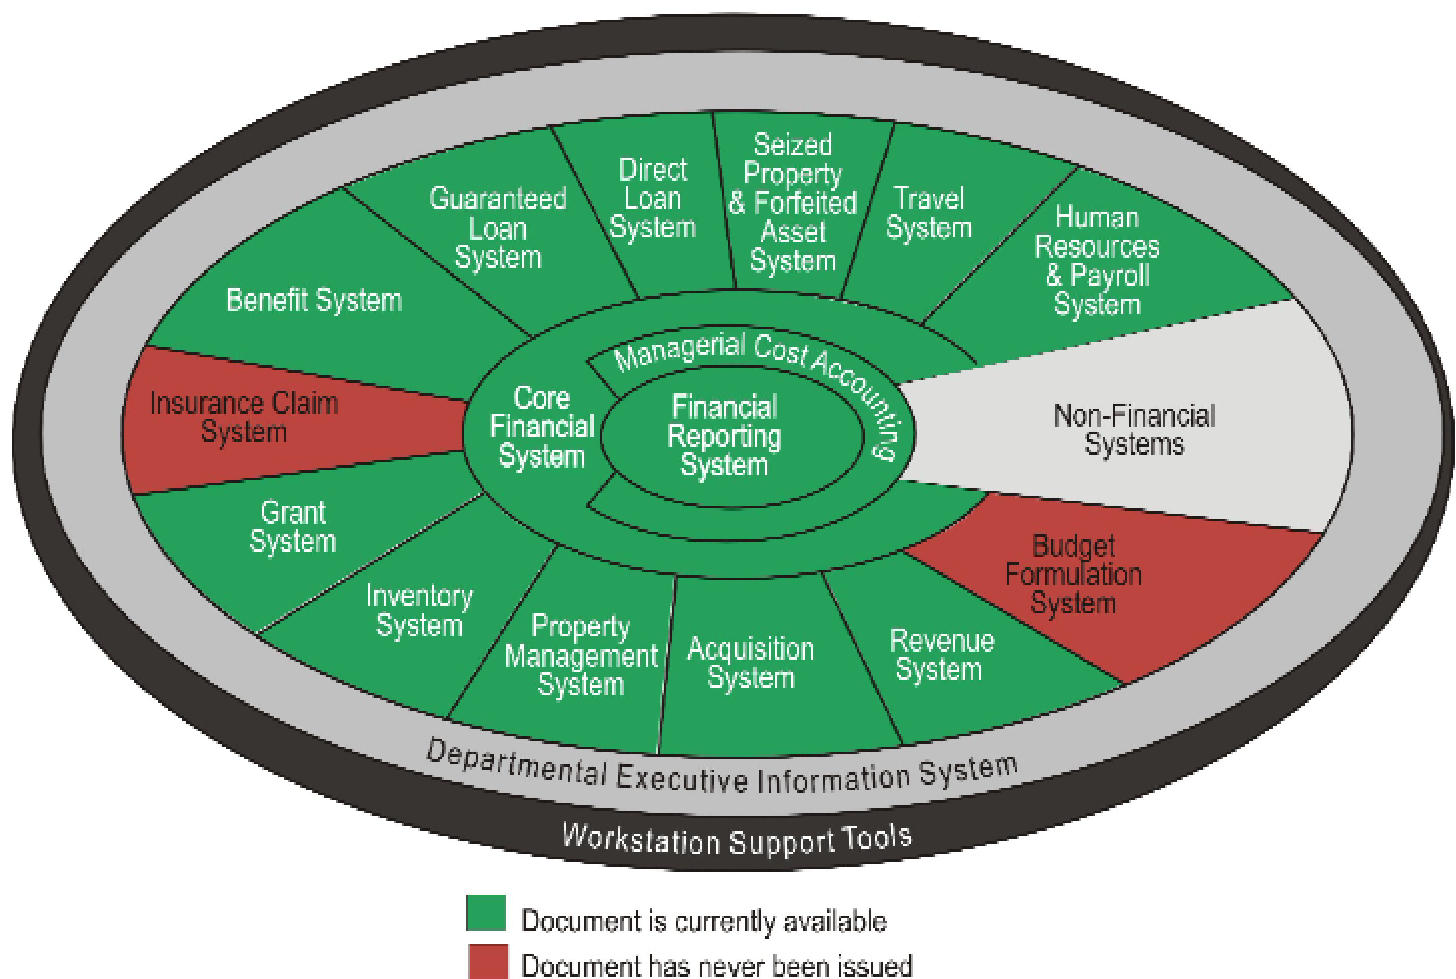 Seized
Property
& Forfeited
Asset
System
Direct
Loan
System
Travel
System
Guaranteed
Loan
System
Human
Resources
& Payroll
System
Benefit System
Managerial Cost Accounting
Insurance Claim
System
Core
Financial
System
Financial
Reporting
System
Non-Financial
Systems
Grant
System
Budget
Formulation
System
Inventory
System
Property
Management
System
Acquisition
System
Revenue
System
Departmental Executive Information System
Workstation Support Tools
Document is currently available
Document has never been issued